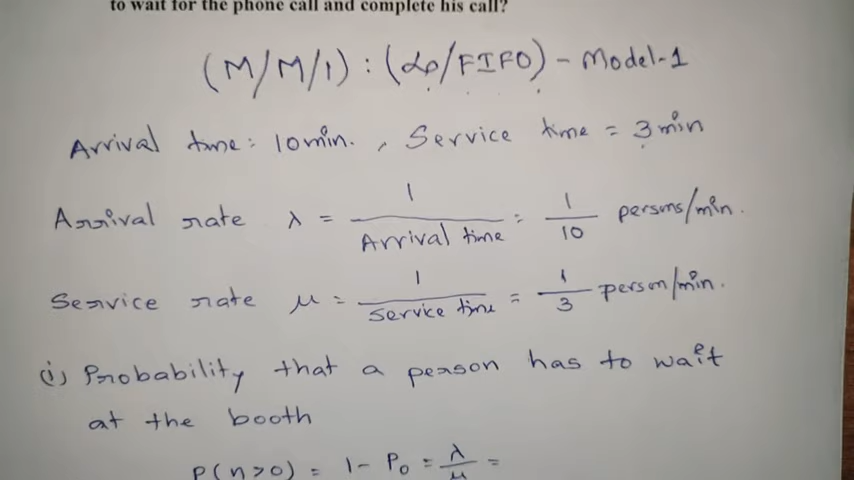 to wait for the phone call and complete his call?
(M/M/1) : (∞/FIFO) - Model-1
Arrival time: 10min. , Service time = 3min
Arrival rate λ = 1/Arrival time = 1/10 persons/min.
Service rate μ = 1/Service time = 1/3 person/min.
(i) Probability that a person has to wait
at the booth
P(n>0) = 1- P₀ = λ/μ =